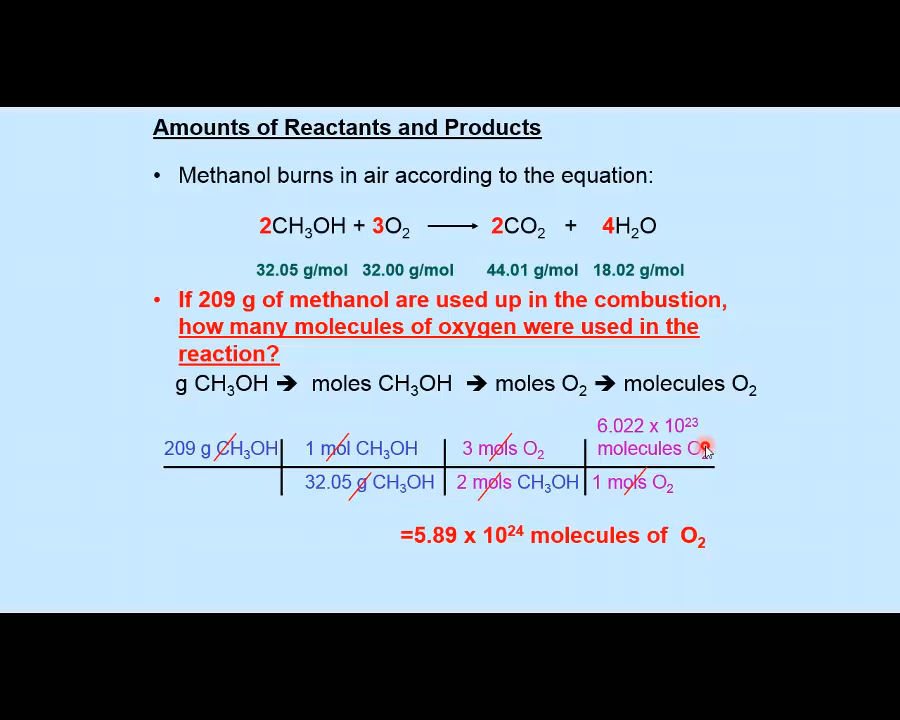 Amounts of Reactants and Products
• Methanol burns in air according to the equation:
2CH₃OH + 3O₂ ⟶ 2CO₂ + 4H₂O
32.05 g/mol 32.00 g/mol 44.01 g/mol 18.02 g/mol
• If 209 g of methanol are used up in the combustion,
how many molecules of oxygen were used in the
reaction?
g CH₃OH ➔ moles CH₃OH ➔ moles O₂ ➔ molecules O₂
6.022 x 10²³
209 g CH₃OH 1 mol CH₃OH 3 mols O₂ molecules O₂
32.05 g CH₃OH 2 mols CH₃OH 1 mols O₂
=5.89 x 10²⁴ molecules of O₂